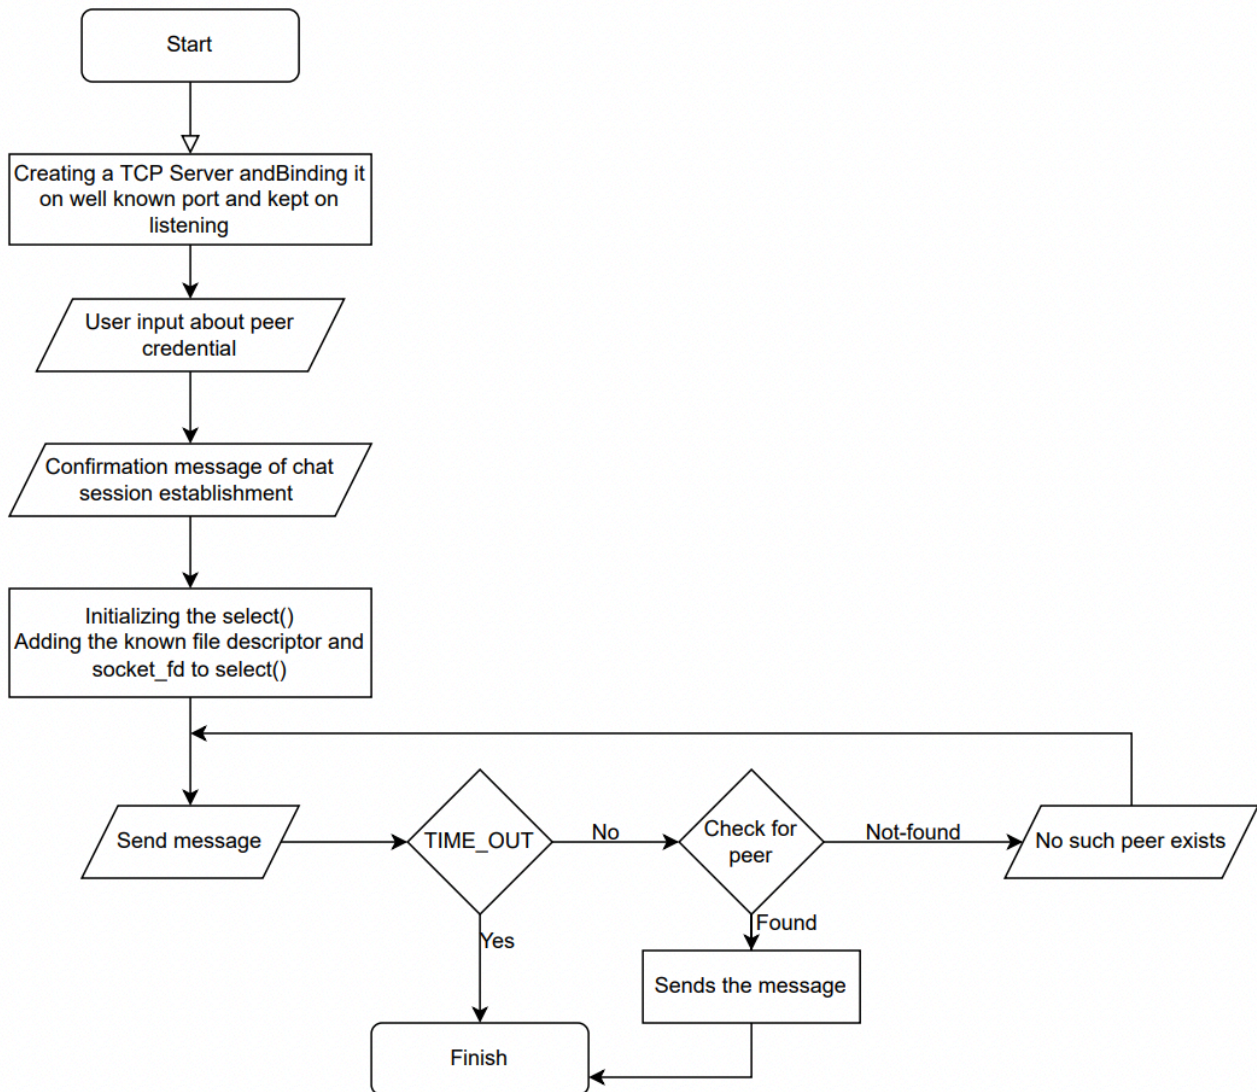 Start
Creating a TCP Server andBinding it
on well known port and kept on
listening
User input about peer
credential
Confirmation message of chat
session establishment
Initializing the select()
Adding the known file descriptor and
socket_fd to select()
Send message
TIME_OUT
No
Check for
peer
Not-found
No such peer exists
Yes
Found
Sends the message
Finish